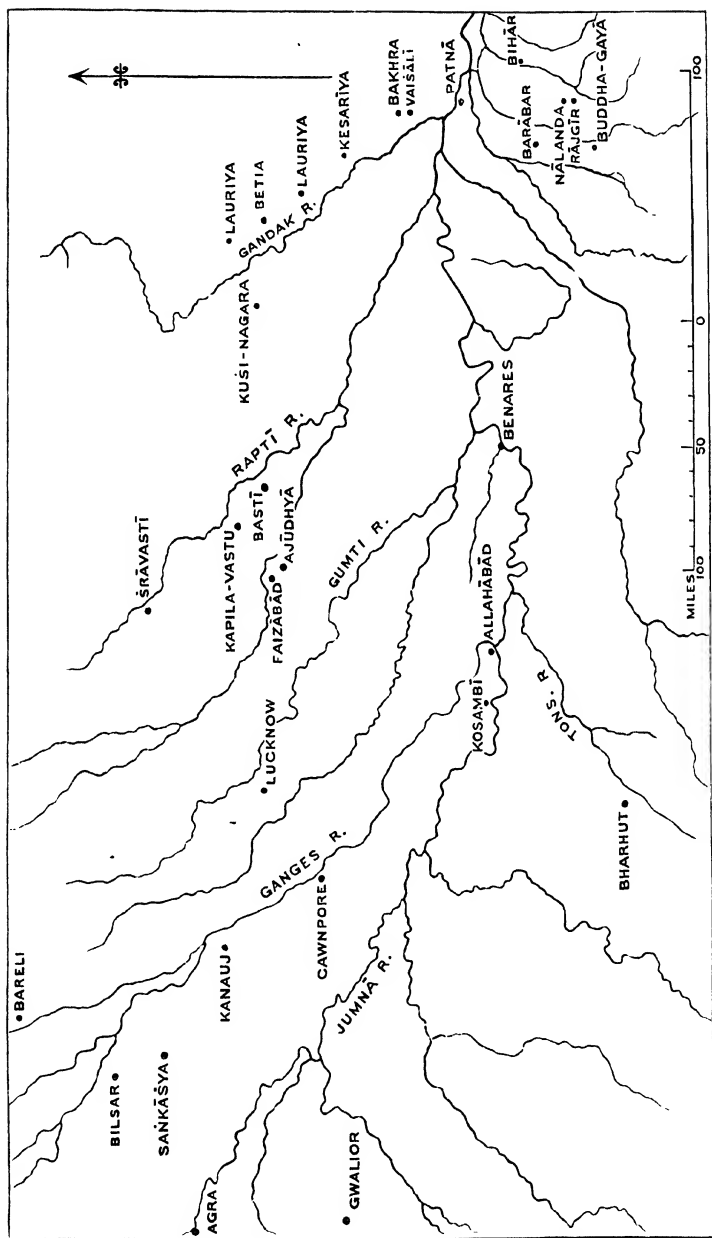 BARELI
BILSAR
SAṄKĀŚYA
AGRA
GWALIOR
KANAUJ
CAWNPORE
GANGES R.
JUMNĀ R.
LUCKNOW
ŚRĀVASTĪ
KAPILA-VASTU
BASTĪ
FAIZĀBĀD
AJŪDHYĀ
RAPTĪ R.
GUMTI R.
KOSAMBĪ
ALLAHĀBĀD
TONS. R
BHARHUT
BENARES
KUŚI-NAGARA
LAURIYA
BETIA
LAURIYA
GANDAK R.
KESARĪYA
BAKHRA
VAIŚĀLĪ
PATNĀ
BIHĀR
BARĀBAR
NĀLANDA
RĀJGĪR
BUDDHA-GAYĀ
MILES 100 50 0 100